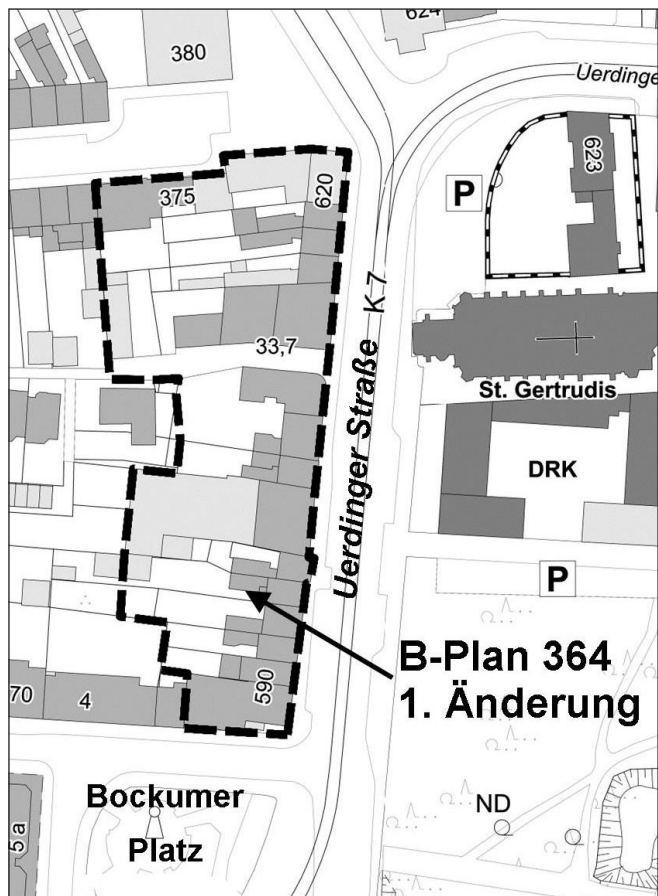 380
624
Uerdinge
P
623
375
620
33,7
Uerdinger Straße K 7
St. Gertrudis
DRK
P
B-Plan 364
1. Änderung
590
70
4
Bockumer
Platz
5 a
ND